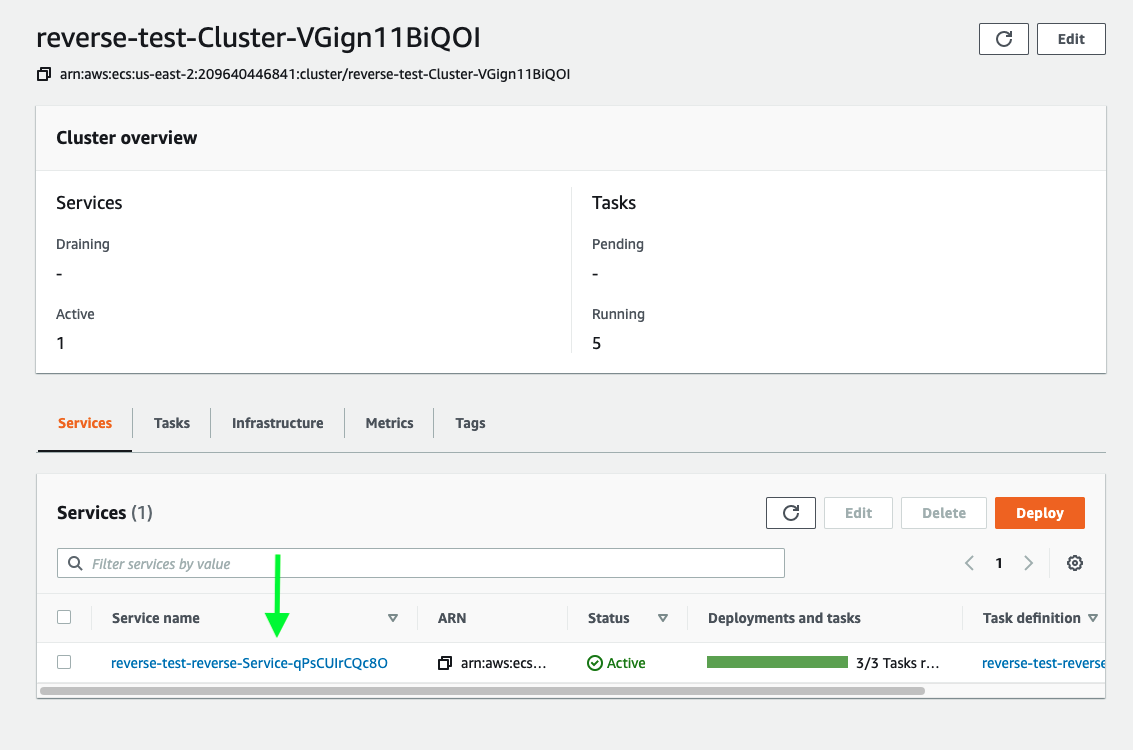 reverse-test-Cluster-VGign11BiQOI
Edit
arn:aws:ecs:us-east-2:209640446841:cluster/reverse-test-Cluster-VGign11BiQOI
Cluster overview
Services
Draining
-
Active
1
Tasks
Pending
-
Running
5
Services Tasks Infrastructure Metrics Tags
Services (1)
Edit Delete Deploy
Filter services by value
1
Service name ARN Status Deployments and tasks Task definition
reverse-test-reverse-Service-qPsCUIrCQc8O arn:aws:ecs... Active 3/3 Tasks r... reverse-test-reverse